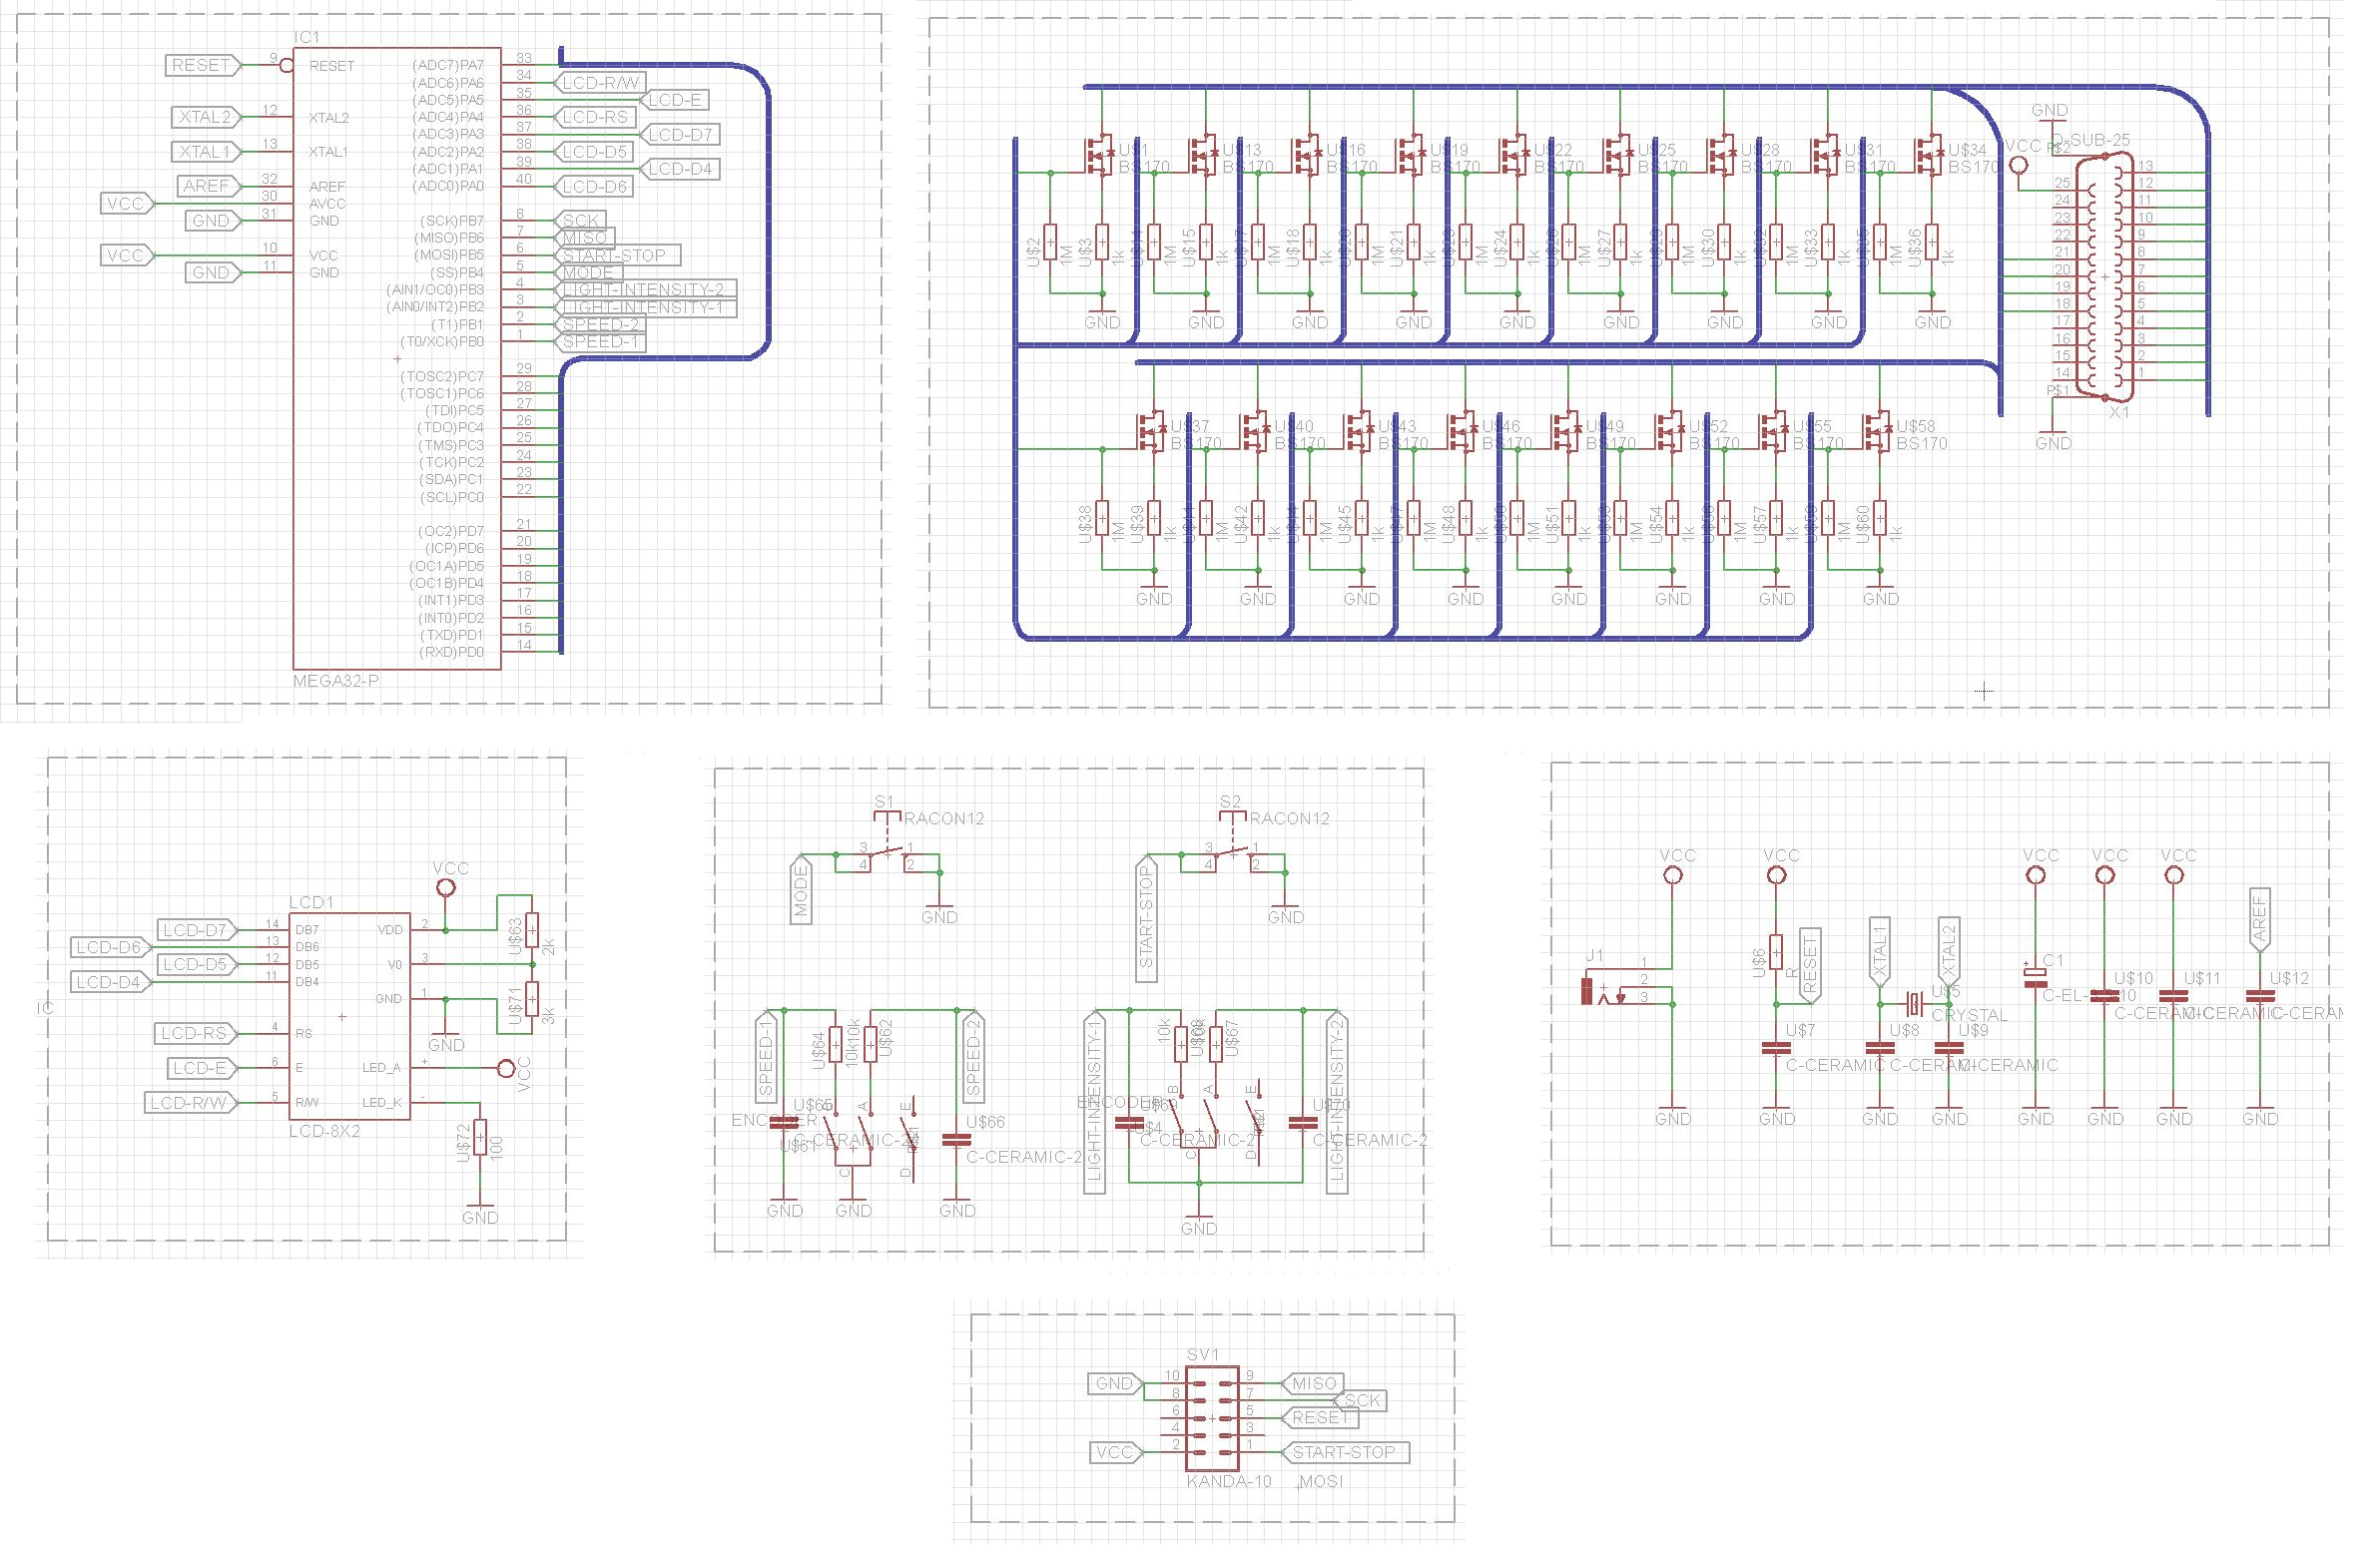 IC1
RESET
9
RESET
XTAL2
12
XTAL2
XTAL1
13
XTAL1
AREF
32
AREF
VCC
30
AVCC
GND
31
GND
VCC
10
VCC
GND
11
GND
(ADC7)PA7 33
(ADC6)PA6 34 LCD-R/W
(ADC5)PA5 35 LCD-E
(ADC4)PA4 36 LCD-RS
(ADC3)PA3 37 LCD-D7
(ADC2)PA2 38 LCD-D5
(ADC1)PA1 39 LCD-D4
(ADC0)PA0 40 LCD-D6
(SCK)PB7 8 SCK
(MISO)PB6 7 MISO
(MOSI)PB5 6 START-STOP
(SS)PB4 5 MODE
(AIN1/OC0)PB3 4 LIGHT-INTENSITY-2
(AIN0/INT2)PB2 3 LIGHT-INTENSITY-1
(T1)PB1 2 SPEED-2
(T0/XCK)PB0 1 SPEED-1
(TOSC2)PC7 29
(TOSC1)PC6 28
(TDI)PC5 27
(TDO)PC4 26
(TMS)PC3 25
(TCK)PC2 24
(SDA)PC1 23
(SCL)PC0 22
(OC2)PD7 21
(ICP)PD6 20
(OC1A)PD5 19
(OC1B)PD4 18
(INT1)PD3 17
(INT0)PD2 16
(TXD)PD1 15
(RXD)PD0 14
MEGA32-P
U$1 U$13 U$16 U$19 U$22 U$25 U$28 U$31 U$34
BS170 BS170 BS170 BS170 BS170 BS170 BS170 BS170 BS170
U$2 1M U$3 1k 1M U$15 1k 1M U$18 1k 1M U$21 1k 1M U$24 1k 1M U$27 1k 1M U$30 1k 1M U$33 1k 1M U$36 1k
GND GND GND GND GND GND GND GND GND
U$37 U$40 U$43 U$46 U$49 U$52 U$55 U$58
BS170 BS170 BS170 BS170 BS170 BS170 BS170 BS170
U$38 1M U$39 1k 1M U$42 1k 1M U$45 1k 1M U$48 1k 1M U$51 1k 1M U$54 1k 1M U$57 1k 1M U$60 1k
GND GND GND GND GND GND GND GND
GND
D-SUB-25
VCC P$2
13
25 12
24 11
23 10
22 9
21 8
20 7
19 6
18 5
17 4
16 3
15 2
14 1
P$1
X1
GND
IC
VCC
LCD1
LCD-D7 14 DB7
LCD-D6 13 DB6
LCD-D5 12 DB5
LCD-D4 11 DB4
LCD-RS 4 RS
LCD-E 6 E
LCD-R/W 5 R/W
VDD 2
V0 3
GND 1
LED_A +
LED_K -
U$63 2k
U$71 3k
GND
VCC
U$72 100
GND
LCD-8X2
S1
RACON12
3 1
4 2
MODE
GND
S2
RACON12
3 1
4 2
START-STOP
GND
SPEED-1
U$64
10k
10k
U$62
SPEED-2
B A E
U$65
ENCODER
C-CERAMIC-2
U$66
C-CERAMIC-2
C D
GND GND GND
LIGHT-INTENSITY-1
10k
U$67
LIGHT-INTENSITY-2
B A E
ENCODER
U$4
C-CERAMIC-2
U$70
C-CERAMIC-2
C D
GND
VCC VCC VCC VCC VCC
J1
1
2
3
U$6
R
RESET
U$7
C-CERAMIC
XTAL1
XTAL2
U$5
CRYSTAL
U$8
C-CERAMIC
U$9
C-CERAMIC
C1
U$10
C-CERAMIC
U$11
C-CERAMIC
AREF
U$12
C-CERAM
GND GND GND GND GND GND GND GND
SV1
GND 10 9 MISO
8 7 SCK
6 5 RESET
4 3
VCC 2 1 START-STOP
KANDA-10 MOSI